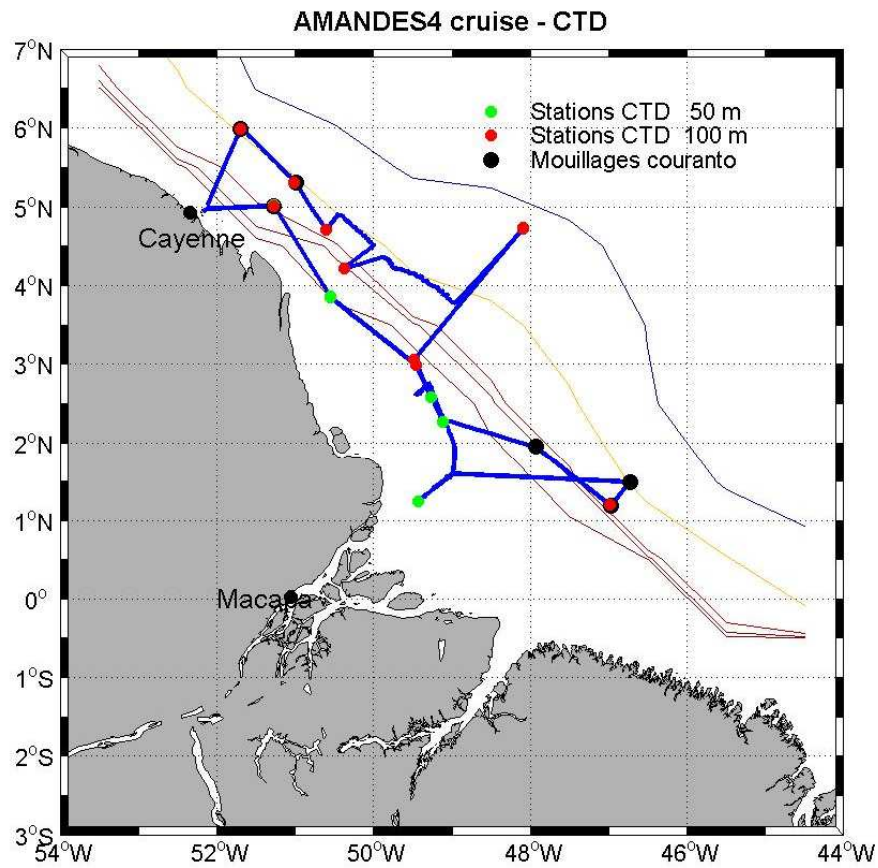 AMANDES4 cruise - CTD
7°N
6°N
5°N
4°N
3°N
2°N
1°N
0°
1°S
2°S
3°S
Stations CTD 50 m
Stations CTD 100 m
Mouillages couranto
Cayenne
Macapa
54°W
52°W
50°W
48°W
46°W
44°W